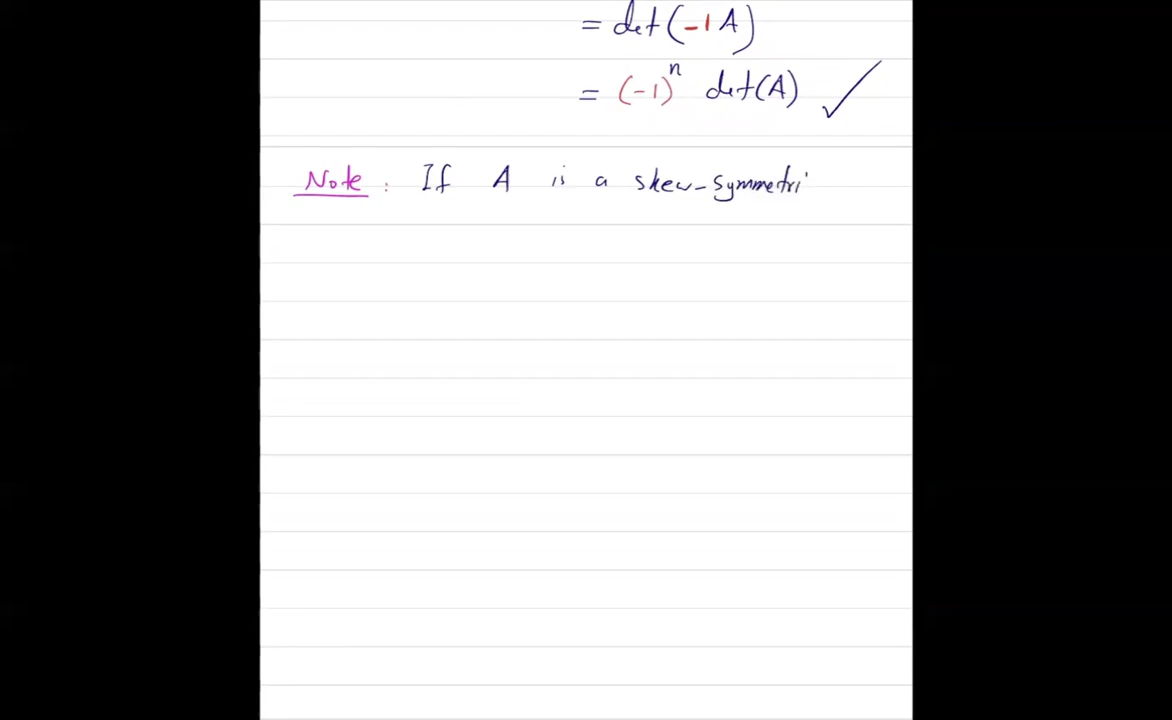 = det(-1A)
= (-1)^n det(A) ✓
Note: If A is a skew-symmetri